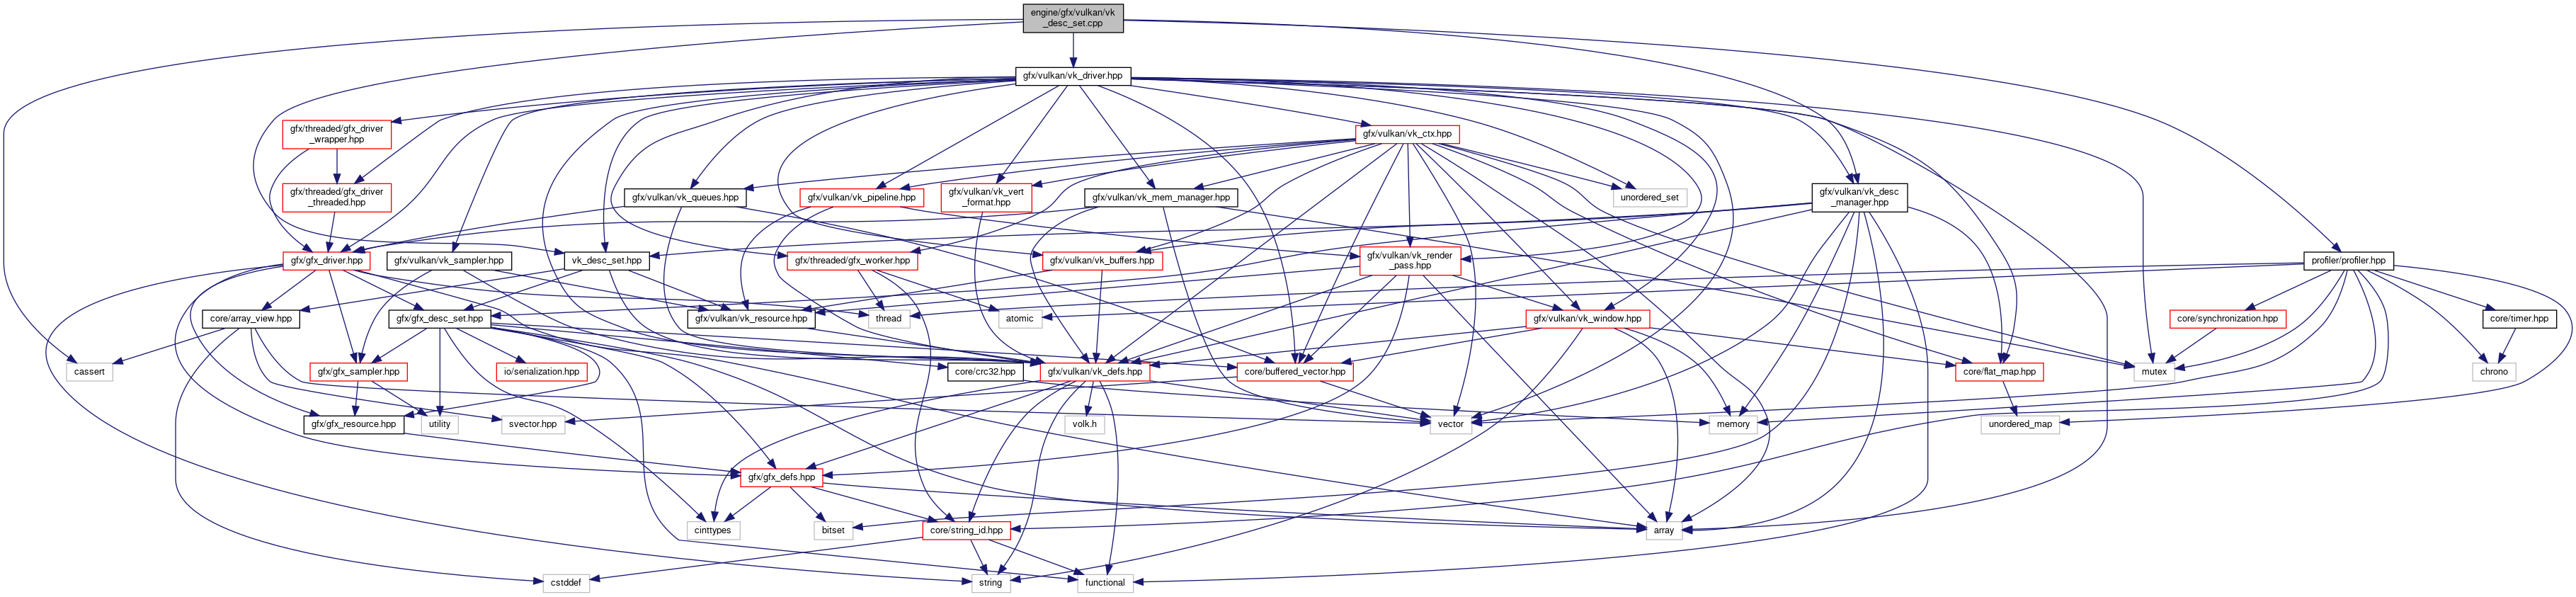 engine/gfx/vulkan/vk
_desc_set.cpp
gfx/vulkan/vk_driver.hpp
gfx/threaded/gfx_driver
_wrapper.hpp
gfx/vulkan/vk_ctx.hpp
gfx/threaded/gfx_driver
_threaded.hpp
gfx/vulkan/vk_queues.hpp
gfx/vulkan/vk_pipeline.hpp
gfx/vulkan/vk_vert
_format.hpp
gfx/vulkan/vk_mem_manager.hpp
unordered_set
gfx/vulkan/vk_desc
_manager.hpp
gfx/gfx_driver.hpp
gfx/vulkan/vk_sampler.hpp
vk_desc_set.hpp
gfx/threaded/gfx_worker.hpp
gfx/vulkan/vk_buffers.hpp
gfx/vulkan/vk_render
_pass.hpp
profiler/profiler.hpp
core/array_view.hpp
gfx/gfx_desc_set.hpp
gfx/vulkan/vk_resource.hpp
thread
atomic
gfx/vulkan/vk_window.hpp
core/synchronization.hpp
core/timer.hpp
cassert
gfx/gfx_sampler.hpp
io/serialization.hpp
core/crc32.hpp
gfx/vulkan/vk_defs.hpp
core/buffered_vector.hpp
core/flat_map.hpp
mutex
chrono
gfx/gfx_resource.hpp
utility
svector.hpp
volk.h
vector
memory
unordered_map
gfx/gfx_defs.hpp
cinttypes
bitset
core/string_id.hpp
array
cstddef
string
functional